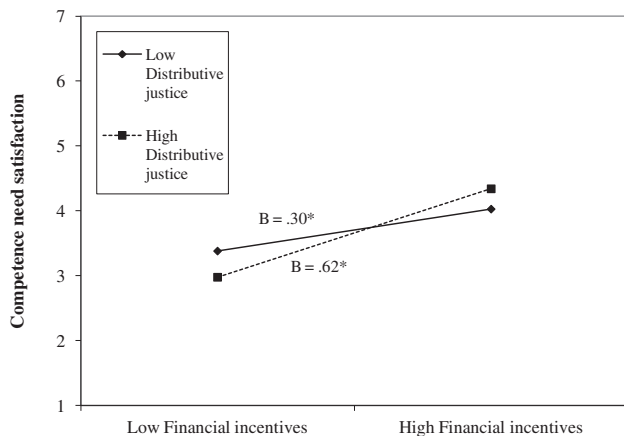 7
6
5
4
3
2
1
Competence need satisfaction
Low
Distributive
justice
High
Distributive
justice
B = .30*
B = .62*
Low Financial incentives
High Financial incentives